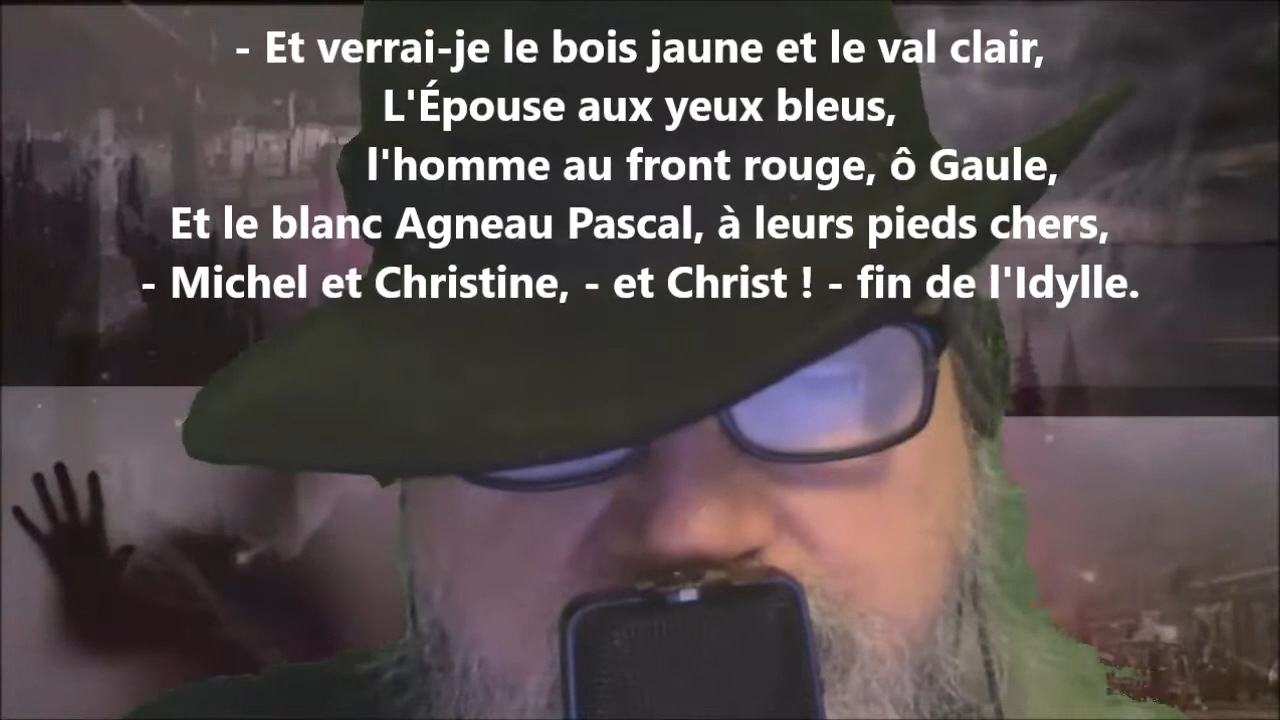 - Et verrai-je le bois jaune et le val clair,
L'Épouse aux yeux bleus,
l'homme au front rouge, ô Gaule,
Et le blanc Agneau Pascal, à leurs pieds chers,
- Michel et Christine, - et Christ ! - fin de l'Idylle.